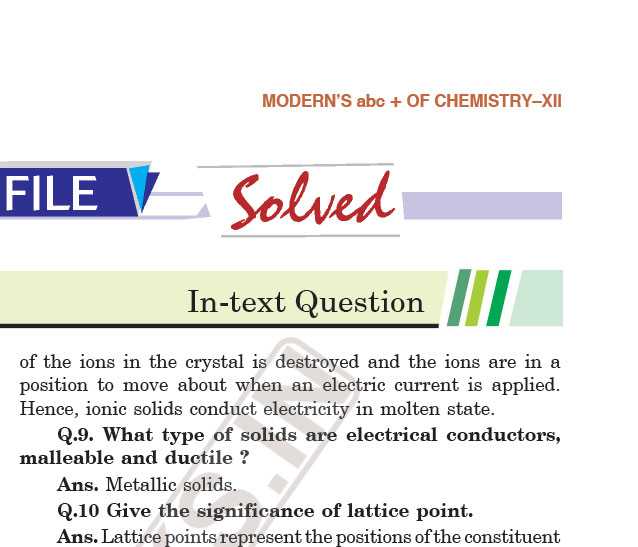 MODERN'S abc + OF CHEMISTRY–XII
FILE
Solved
In-text Question
of the ions in the crystal is destroyed and the ions are in a
position to move about when an electric current is applied.
Hence, ionic solids conduct electricity in molten state.
Q.9. What type of solids are electrical conductors,
malleable and ductile ?
Ans. Metallic solids.
Q.10 Give the significance of lattice point.
Ans. Lattice points represent the positions of the constituent
KS.IN